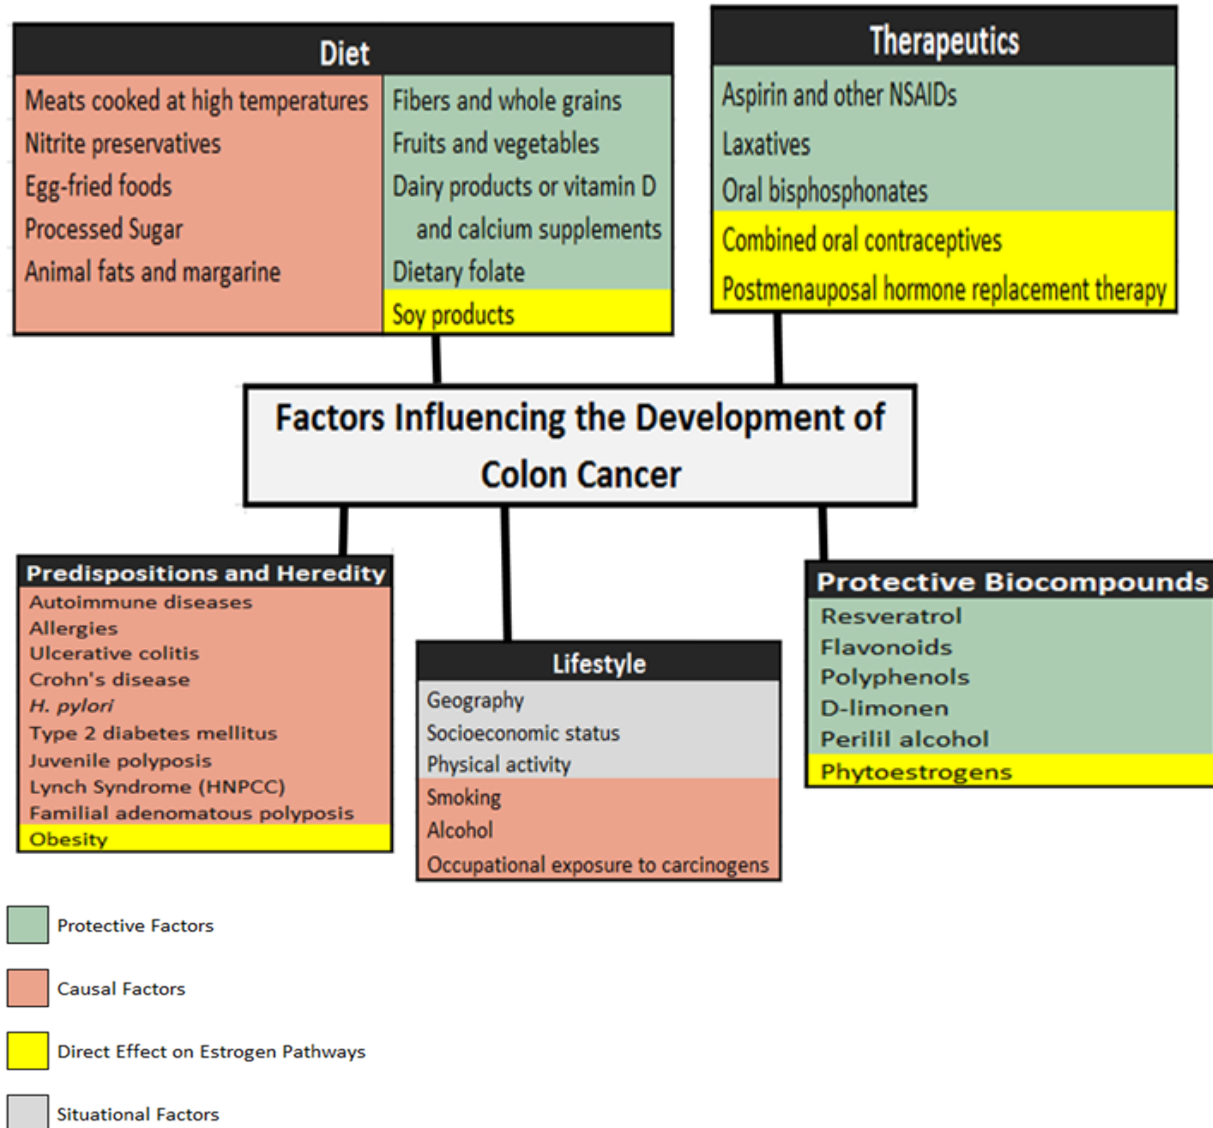 Diet
Meats cooked at high temperatures
Nitrite preservatives
Egg-fried foods
Processed Sugar
Animal fats and margarine
Fibers and whole grains
Fruits and vegetables
Dairy products or vitamin D
and calcium supplements
Dietary folate
Soy products
Therapeutics
Aspirin and other NSAIDs
Laxatives
Oral bisphosphonates
Combined oral contraceptives
Postmenauposal hormone replacement therapy
Factors Influencing the Development of
Colon Cancer
Predispositions and Heredity
Autoimmune diseases
Allergies
Ulcerative colitis
Crohn's disease
H. pylori
Type 2 diabetes mellitus
Juvenile polyposis
Lynch Syndrome (HNPCC)
Familial adenomatous polyposis
Obesity
Lifestyle
Geography
Socioeconomic status
Physical activity
Smoking
Alcohol
Occupational exposure to carcinogens
Protective Biocompounds
Resveratrol
Flavonoids
Polyphenols
D-limonen
Perilil alcohol
Phytoestrogens
Protective Factors
Causal Factors
Direct Effect on Estrogen Pathways
Situational Factors